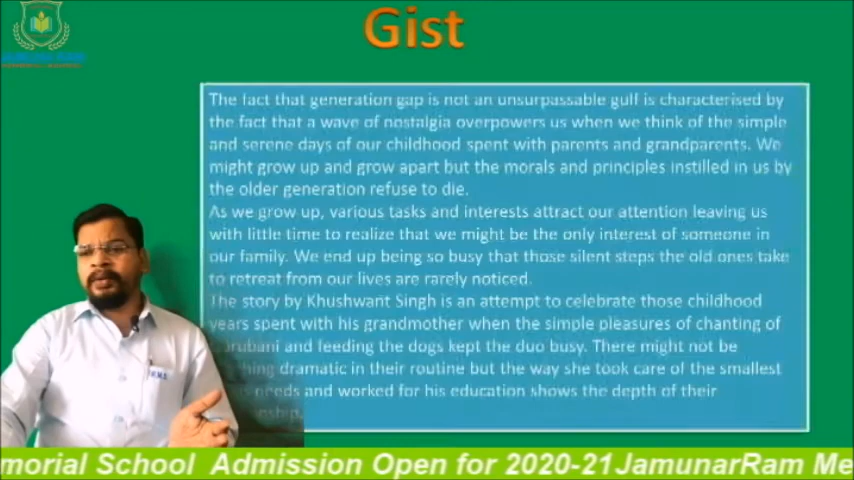 Gist
The fact that generation gap is not an unsurpassable gulf is characterised by
the fact that a wave of nostalgia overpowers us when we think of the simple
and serene days of our childhood spent with parents and grandparents. We
might grow up and grow apart but the morals and principles instilled in us by
the older generation refuse to die.
As we grow up, various tasks and interests attract our attention leaving us
with little time to realize that we might be the only interest of someone in
our family. We end up being so busy that those silent steps the old ones take
to retreat from our lives are rarely noticed.
The story by Khushwant Singh is an attempt to celebrate those childhood
years spent with his grandmother when the simple pleasures of chanting of
and feeding the dogs kept the duo busy. There might not be
dramatic in their routine but the way she took care of the smallest
needs and worked for his education shows the depth of their
morial School Admission Open for 2020-21JamunarRam Me